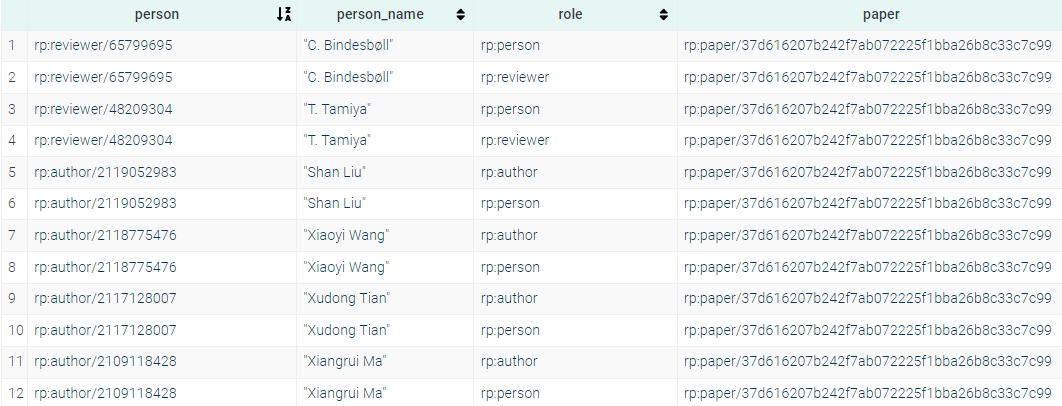 person person_name role paper
1 rp:reviewer/65799695 "C. Bindesbøll" rp:person rp:paper/37d616207b242f7ab072225f1bba26b8c33c7c99
2 rp:reviewer/65799695 "C. Bindesbøll" rp:reviewer rp:paper/37d616207b242f7ab072225f1bba26b8c33c7c99
3 rp:reviewer/48209304 "T. Tamiya" rp:person rp:paper/37d616207b242f7ab072225f1bba26b8c33c7c99
4 rp:reviewer/48209304 "T. Tamiya" rp:reviewer rp:paper/37d616207b242f7ab072225f1bba26b8c33c7c99
5 rp:author/2119052983 "Shan Liu" rp:author rp:paper/37d616207b242f7ab072225f1bba26b8c33c7c99
6 rp:author/2119052983 "Shan Liu" rp:person rp:paper/37d616207b242f7ab072225f1bba26b8c33c7c99
7 rp:author/2118775476 "Xiaoyi Wang" rp:author rp:paper/37d616207b242f7ab072225f1bba26b8c33c7c99
8 rp:author/2118775476 "Xiaoyi Wang" rp:person rp:paper/37d616207b242f7ab072225f1bba26b8c33c7c99
9 rp:author/2117128007 "Xudong Tian" rp:author rp:paper/37d616207b242f7ab072225f1bba26b8c33c7c99
10 rp:author/2117128007 "Xudong Tian" rp:person rp:paper/37d616207b242f7ab072225f1bba26b8c33c7c99
11 rp:author/2109118428 "Xiangrui Ma" rp:author rp:paper/37d616207b242f7ab072225f1bba26b8c33c7c99
12 rp:author/2109118428 "Xiangrui Ma" rp:person rp:paper/37d616207b242f7ab072225f1bba26b8c33c7c99